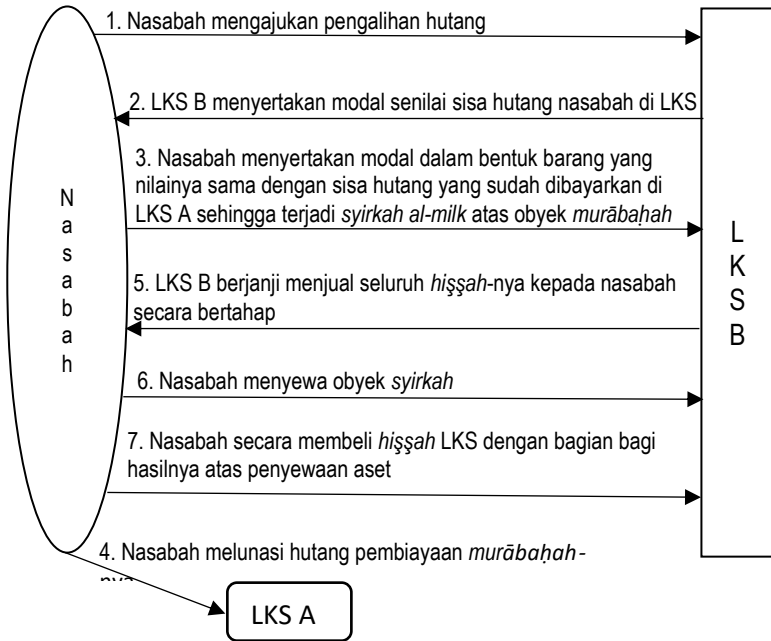 1. Nasabah mengajukan pengalihan hutang
2. LKS B menyertakan modal senilai sisa hutang nasabah di LKS
3. Nasabah menyertakan modal dalam bentuk barang yang
nilainya sama dengan sisa hutang yang sudah dibayarkan di
LKS A sehingga terjadi syirkah al-milk atas obyek murābaḥah
N
a
s
a
b
a
h
L
K
S
B
5. LKS B berjanji menjual seluruh hiṣṣah-nya kepada nasabah
secara bertahap
6. Nasabah menyewa obyek syirkah
7. Nasabah secara membeli hiṣṣah LKS dengan bagian bagi
hasilnya atas penyewaan aset
4. Nasabah melunasi hutang pembiayaan murābaḥah-
LKS A